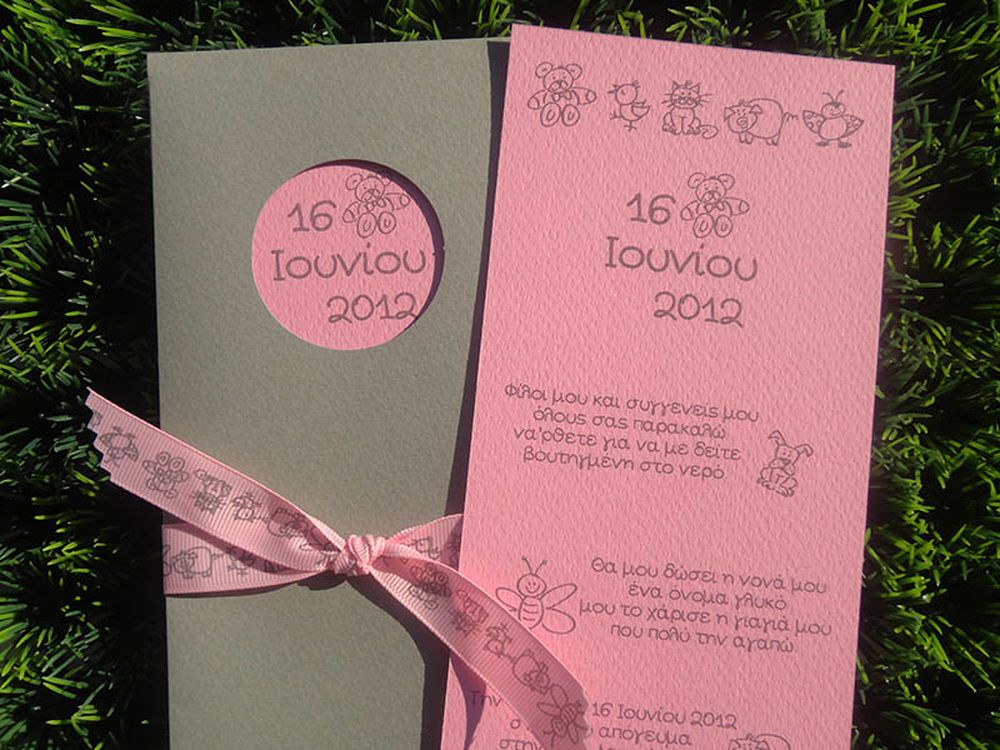 16
Ιουνίου
2012
16
Ιουνίου
2012
Φίλοι μου και συγγενείς μου
όλους σας παρακαλώ
να'ρθετε για να με δείτε
βουτηγμένη στο νερό
Θα μου δώσει η νονά μου
ένα όνομα γλυκό
μου το χάρισε η γιαγιά μου
που πολύ την αγαπώ
Την 16 Ιουνίου 2012
απόγευμα
στην